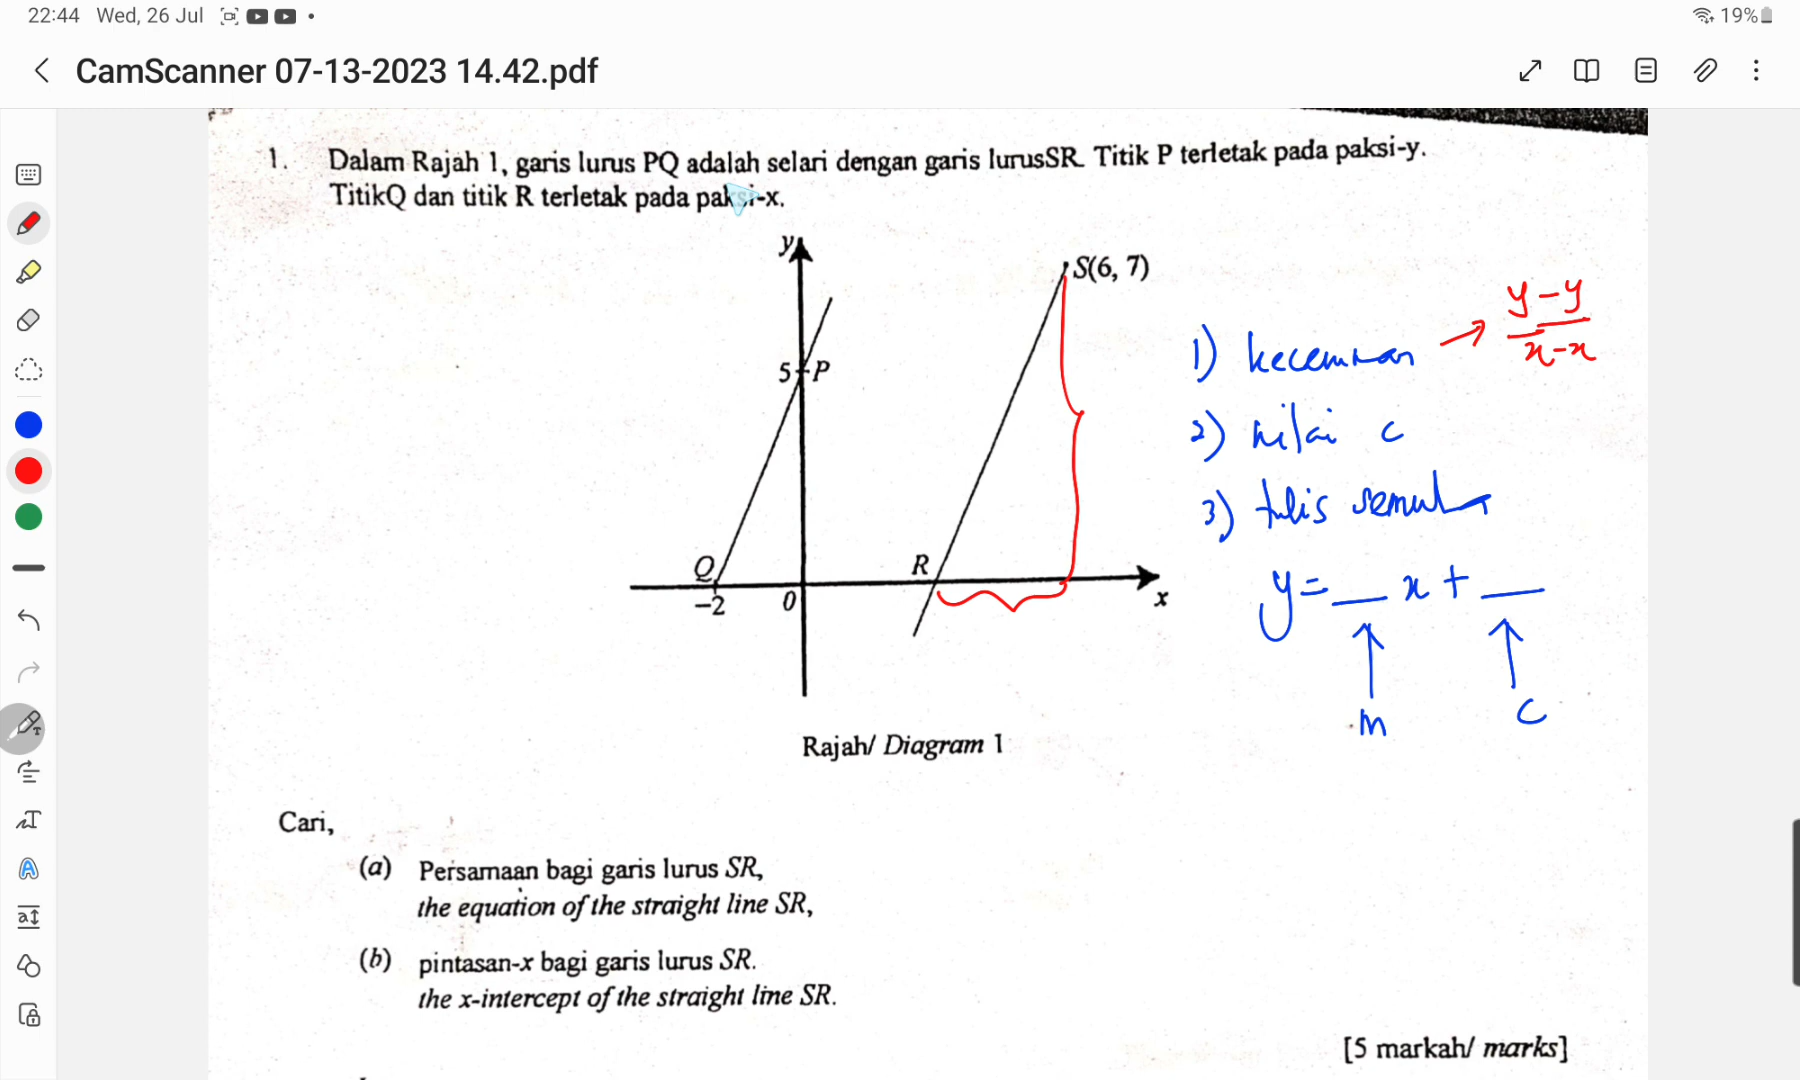 22:44 Wed, 26 Jul
19%
CamScanner 07-13-2023 14.42.pdf
1. Dalam Rajah 1, garis lurus PQ adalah selari dengan garis lurusSR. Titik P terletak pada paksi-y.
TitikQ dan titik R terletak pada paksi-x.
y
S(6, 7)
y-y
x-x
1) kecerunan →
5 P
2) nilai c
3) tulis semula
Q
R
y = __ x + __
-2
0
x
m
c
Rajah/ Diagram 1
Cari,
(a) Persamaan bagi garis lurus SR,
the equation of the straight line SR,
(b) pintasan-x bagi garis lurus SR.
the x-intercept of the straight line SR.
[5 markah/ marks]